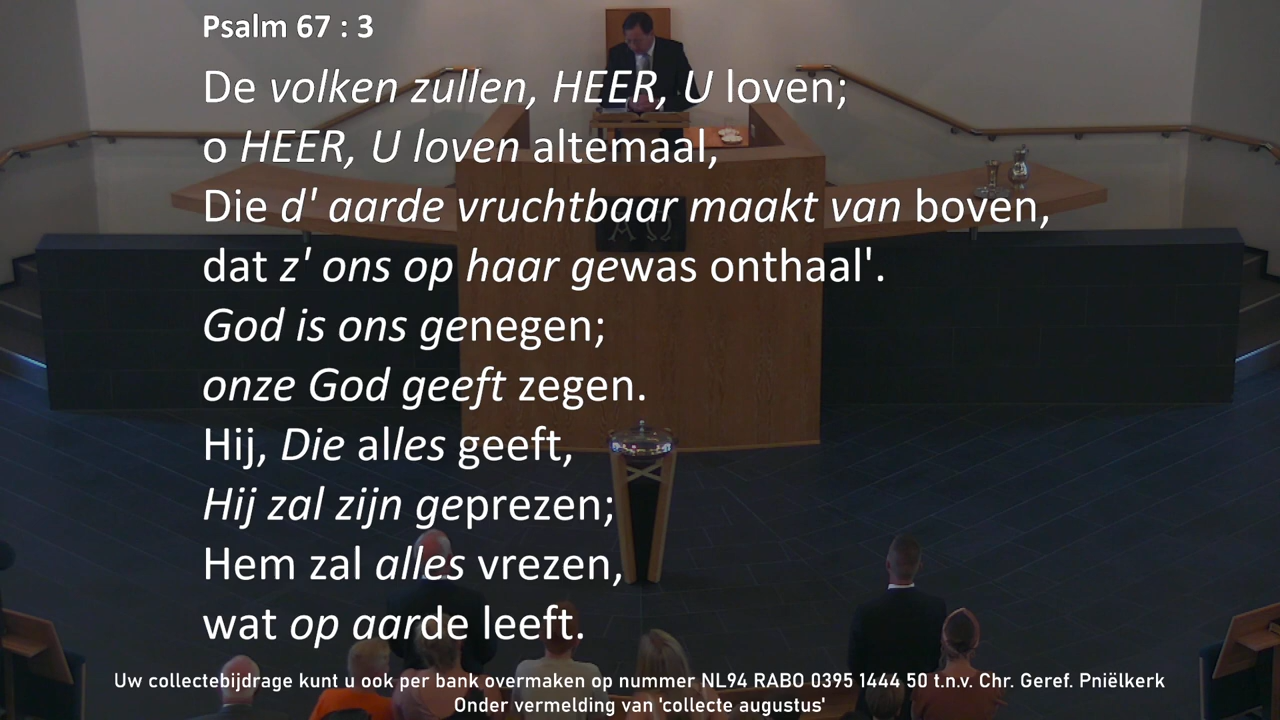 Psalm 67 : 3
De volken zullen, HEER, U loven;
o HEER, U loven altemaal,
Die d' aarde vruchtbaar maakt van boven,
dat z' ons op haar gewas onthaal'.
God is ons genegen;
onze God geeft zegen.
Hij, Die alles geeft,
Hij zal zijn geprezen;
Hem zal alles vrezen,
wat op aarde leeft.
Uw collectebijdrage kunt u ook per bank overmaken op nummer NL94 RABO 0395 1444 50 t.n.v. Chr. Geref. Pniëlkerk
Onder vermelding van 'collecte augustus'